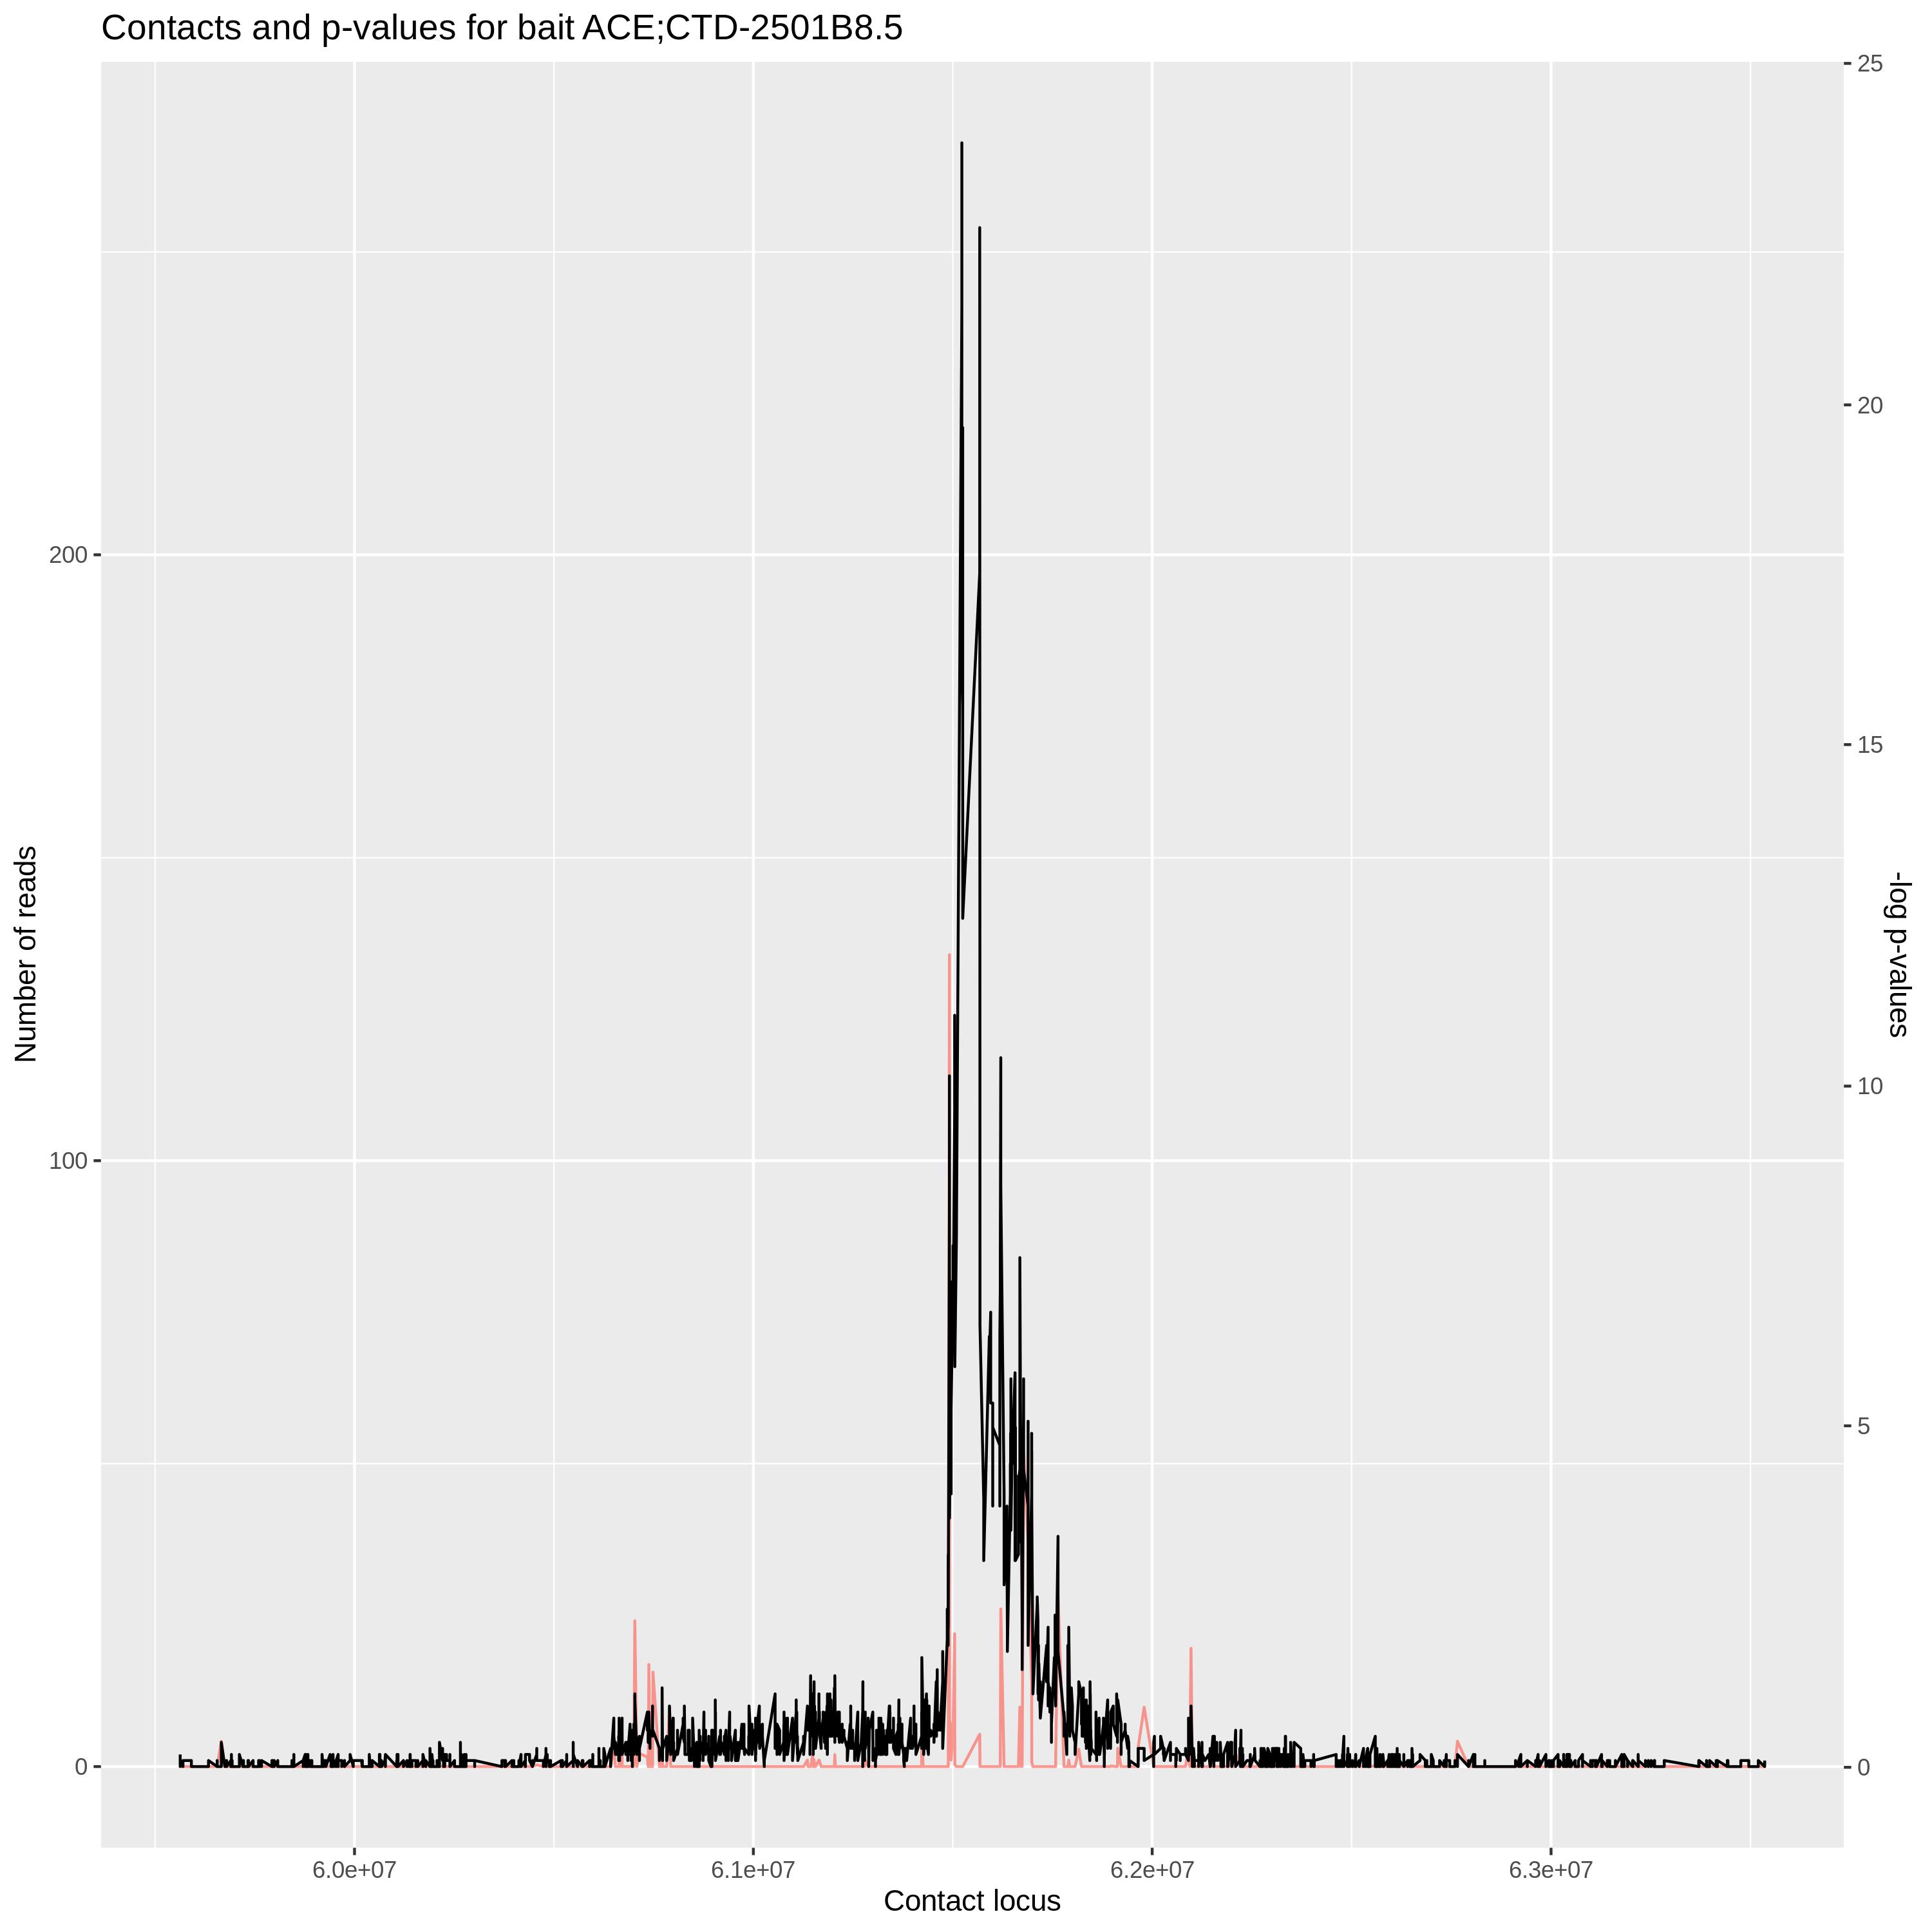 Contacts and p-values for bait ACE;CTD-2501B8.5
Number of reads
200
100
0
25
20
15
10
5
0
-log p-values
6.0e+07
6.1e+07
6.2e+07
6.3e+07
Contact locus